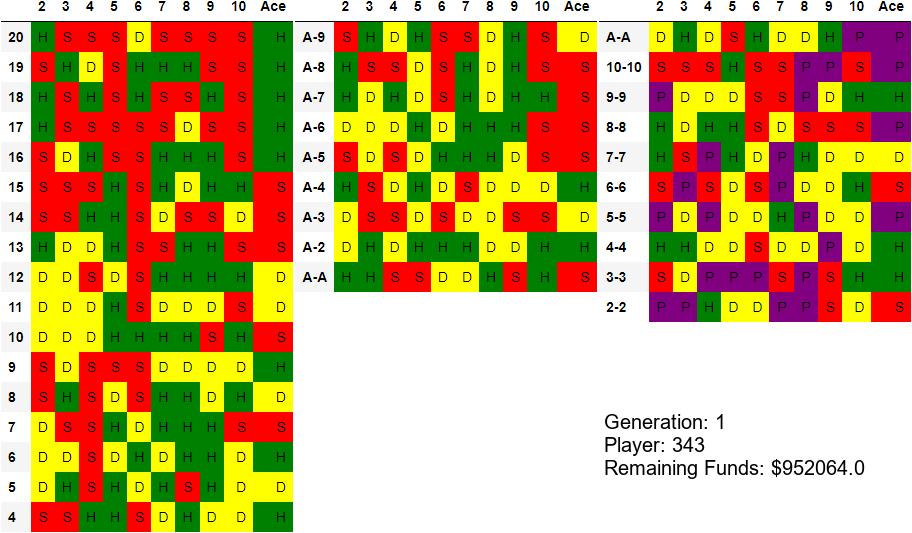 2 3 4 5 6 7 8 9 10 Ace
20 H S S S D S S S S H
19 S H D S H H H S S H
18 H S H S H S S H S H
17 H S S S S S D S S H
16 S D H S S H H H S H
15 S S S H S H D H H S
14 S S H H S D S S D S
13 H D D H S S H H S S
12 D D S D S H H H H D
11 D D D H S D D D S D
10 D D D H H H H S H S
9 S D S S S D D D D H
8 S H S D S H H D H D
7 D S S H D H H H S S
6 D D S D H D H H D H
5 D H S H D H S H D D
4 S S H H S D H D D H
2 3 4 5 6 7 8 9 10 Ace
A-9 S H D H S S D H S D
A-8 H S S D S H D H S S
A-7 H D H D S H D H H S
A-6 D D D H D H H H S S
A-5 S D S D H H H D S S
A-4 H S D H D S D D D H
A-3 D S S D S D D S S D
A-2 D H D H H H D D H H
A-A H H S S D D H S H S
2 3 4 5 6 7 8 9 10 Ace
A-A D H D S H D D H P P
10-10 S S S H S S P P S P
9-9 P D D D S S P D H H
8-8 H D H H S D S S S P
7-7 H S P H D P H D D D
6-6 S P S D S P D D H S
5-5 P D P D D H P D D P
4-4 H H D D S D D P D H
3-3 S D P P P S P S H H
2-2 P P H D D P P S D S
Generation: 1
Player: 343
Remaining Funds: $952064.0